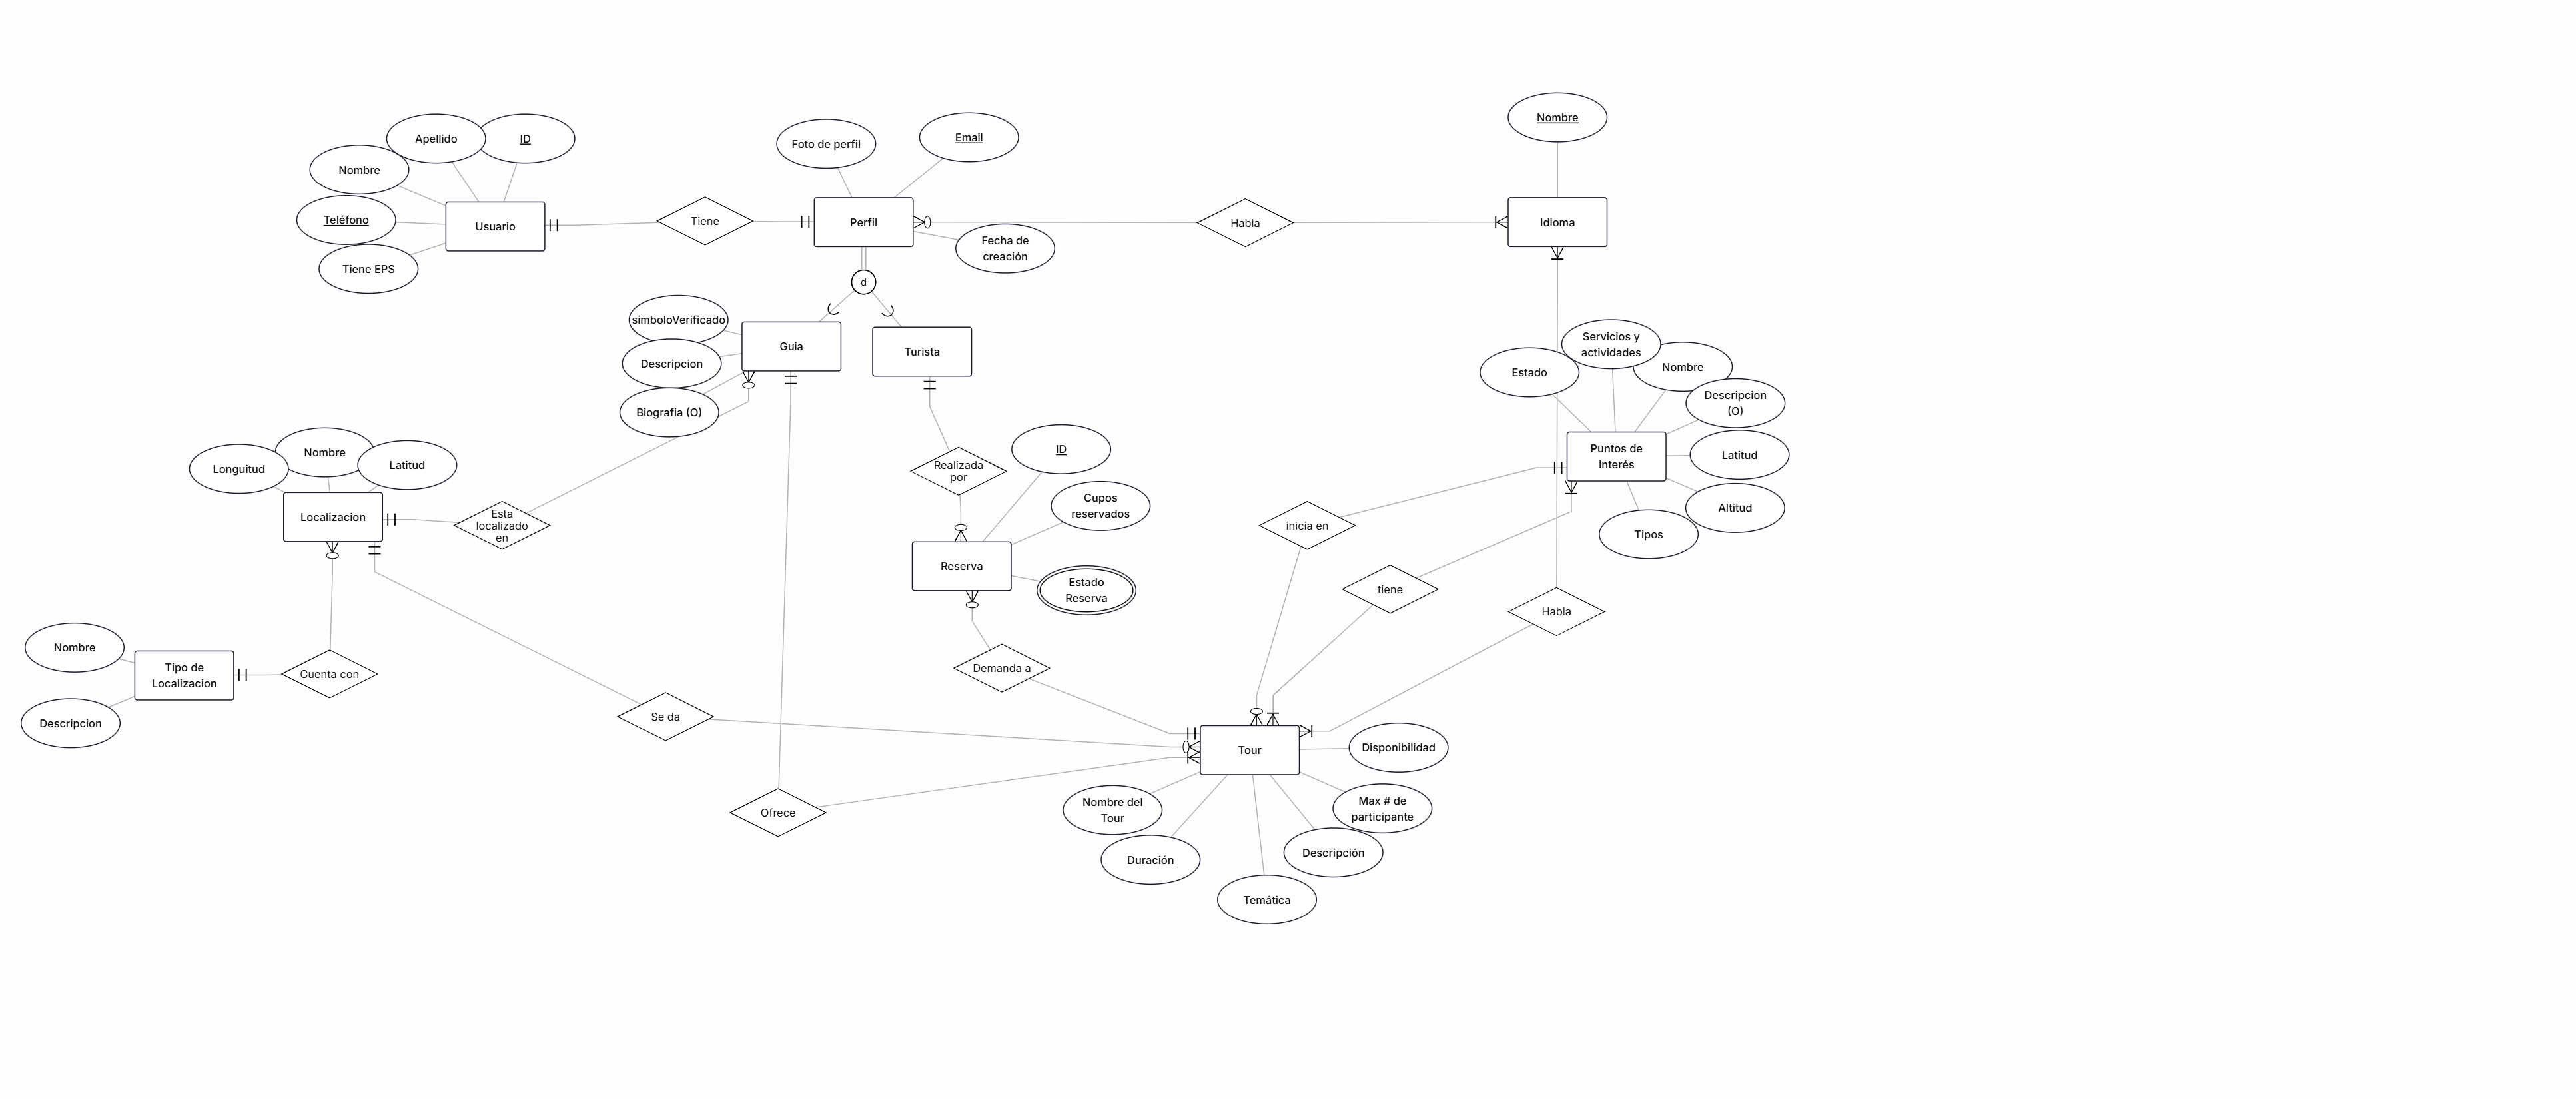 Nombre
Apellido
ID
Foto de perfil
Email
Nombre
Teléfono
Tiene EPS
Usuario
Tiene
Perfil
Fecha de
creación
Habla
Idioma
d
simboloVerificado
Descripcion
Biografia (O)
Guia
Turista
Estado
Servicios y
actividades
Nombre
Descripcion
(O)
Puntos de
Interés
Latitud
Altitud
Tipos
Longuitud
Nombre
Latitud
Localizacion
Esta
localizado
en
Realizada
por
ID
Cupos
reservados
Reserva
Estado
Reserva
inicia en
tiene
Habla
Nombre
Tipo de
Localizacion
Descripcion
Cuenta con
Se da
Demanda a
Ofrece
Tour
Disponibilidad
Nombre del
Tour
Max # de
participante
Duración
Descripción
Temática